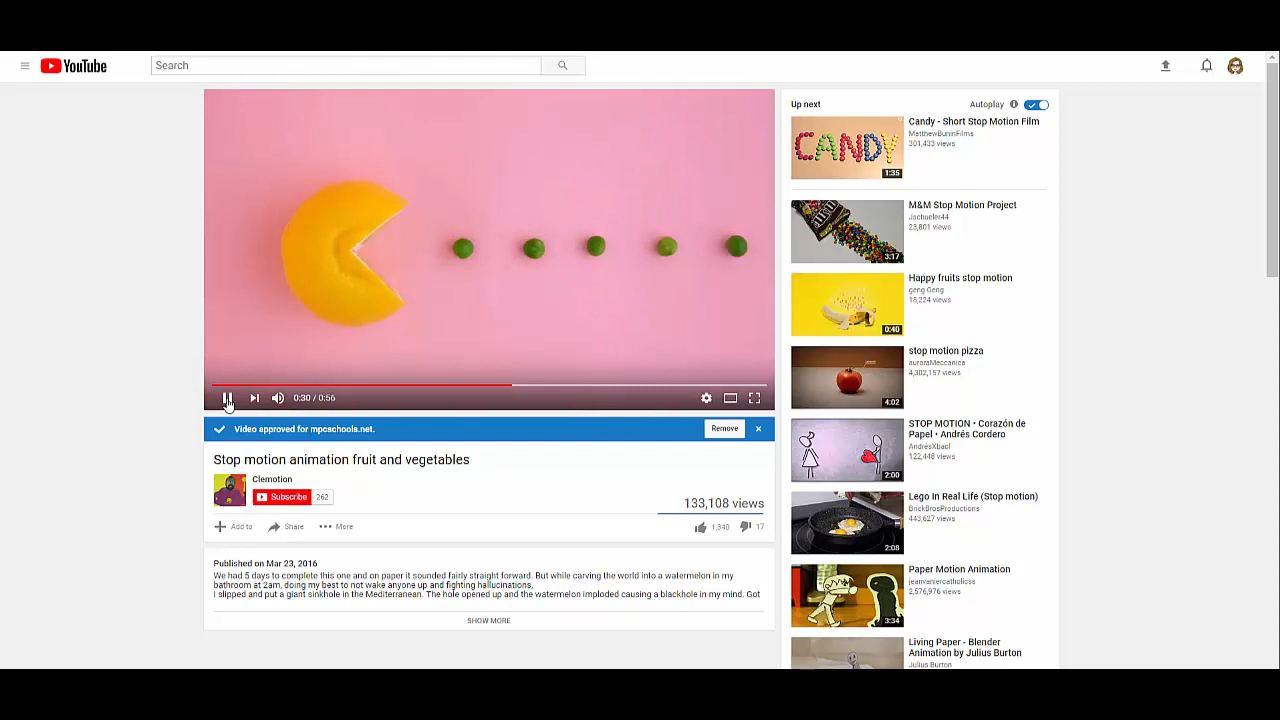 YouTube
Search
0:30 / 0:56
Video approved for mpcschools.net.
Remove
Stop motion animation fruit and vegetables
Clemotion
Subscribe 262
133,108 views
Add to Share More
1,340 17
Published on Mar 23, 2016
We had 5 days to complete this one and on paper it sounded fairly straight forward. But while carving the world into a watermelon in my
bathroom at 2am, doing my best to not wake anyone up and fighting hallucinations,
I slipped and put a giant sinkhole in the Mediterranean. The hole opened up and the watermelon imploded causing a blackhole in my mind. Got
SHOW MORE
Up next
Autoplay
CANDY
1:35
Candy - Short Stop Motion Film
MatthewBuninFilms
301,433 views
3:17
M&M Stop Motion Project
Jschueler44
23,801 views
0:40
Happy fruits stop motion
geng Geng
18,224 views
4:02
stop motion pizza
auroraMeccanica
4,302,157 views
2:00
STOP MOTION • Corazón de
Papel • Andrés Cordero
AndrésXbaol
122,448 views
2:08
Lego In Real Life (Stop motion)
BrickBrosProductions
443,627 views
3:34
Paper Motion Animation
jeanvaniercatholicss
2,576,976 views
Living Paper - Blender
Animation by Julius Burton
Julius Burton